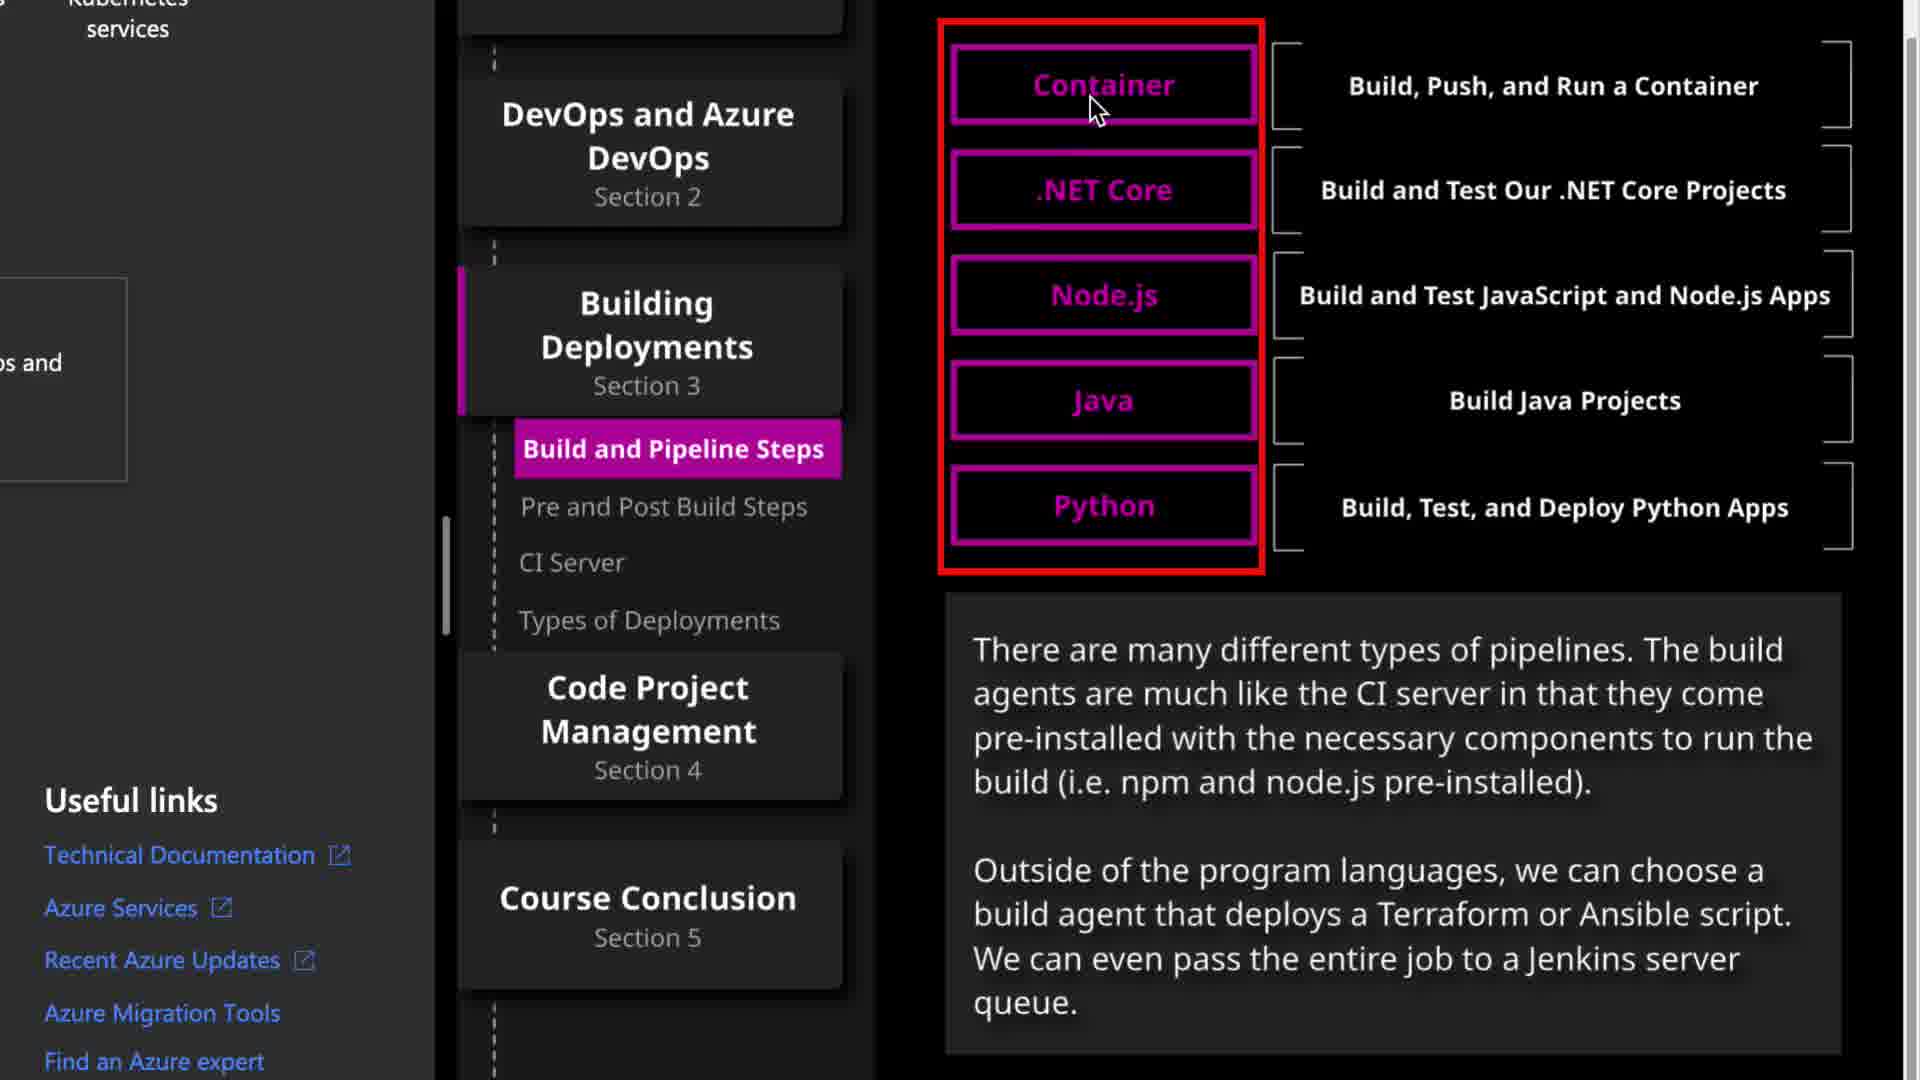 Kubernetes
services
os and
Useful links
Technical Documentation
Azure Services
Recent Azure Updates
Azure Migration Tools
Find an Azure expert
DevOps and Azure
DevOps
Section 2
Building
Deployments
Section 3
Build and Pipeline Steps
Pre and Post Build Steps
CI Server
Types of Deployments
Code Project
Management
Section 4
Course Conclusion
Section 5
Container
Build, Push, and Run a Container
.NET Core
Build and Test Our .NET Core Projects
Node.js
Build and Test JavaScript and Node.js Apps
Java
Build Java Projects
Python
Build, Test, and Deploy Python Apps
There are many different types of pipelines. The build
agents are much like the CI server in that they come
pre-installed with the necessary components to run the
build (i.e. npm and node.js pre-installed).
Outside of the program languages, we can choose a
build agent that deploys a Terraform or Ansible script.
We can even pass the entire job to a Jenkins server
queue.